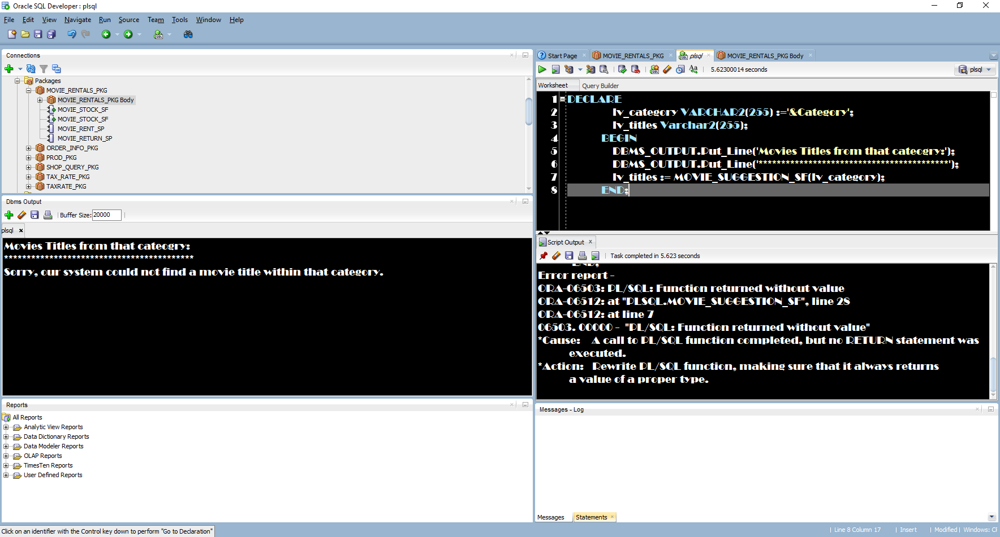 Oracle SQL Developer : plsql
File Edit View Navigate Run Source Team Tools Window Help
Connections
Packages
MOVIE_RENTALS_PKG
MOVIE_RENTALS_PKG Body
MOVIE_STOCK_SF
MOVIE_STOCK_SF
MOVIE_RENT_SP
MOVIE_RETURN_SP
ORDER_INFO_PKG
PROD_PKG
SHOP_QUERY_PKG
TAX_RATE_PKG
TAXRATE_PKG
Dbms Output
Buffer Size: 20000
plsql
Movies Titles from that cateogry:
******************************************
Sorry, our system could not find a movie title within that category.
Reports
All Reports
Analytic View Reports
Data Dictionary Reports
Data Modeler Reports
OLAP Reports
TimesTen Reports
User Defined Reports
Click on an identifier with the Control key down to perform "Go to Declaration"
Start Page MOVIE_RENTALS_PKG plsql MOVIE_RENTALS_PKG Body
5.62300014 seconds plsql
Worksheet Query Builder
1 DECLARE
2 lv_category VARCHAR2(255) :='&Category';
3 lv_titles Varchar2(255);
4 BEGIN
5 DBMS_OUTPUT.Put_Line('Movies Titles from that cateogry:');
6 DBMS_OUTPUT.Put_Line('******************************************');
7 lv_titles := MOVIE_SUGGESTION_SF(lv_category);
8 END;
Script Output
Task completed in 5.623 seconds
END;
Error report -
ORA-06503: PL/SQL: Function returned without value
ORA-06512: at "PLSQL.MOVIE_SUGGESTION_SF", line 28
ORA-06512: at line 7
06503. 00000 - "PL/SQL: Function returned without value"
*Cause: A call to PL/SQL function completed, but no RETURN statement was
executed.
*Action: Rewrite PL/SQL function, making sure that it always returns
a value of a proper type.
Messages - Log
Messages Statements
Line 8 Column 17 Insert Modified Windows: CF